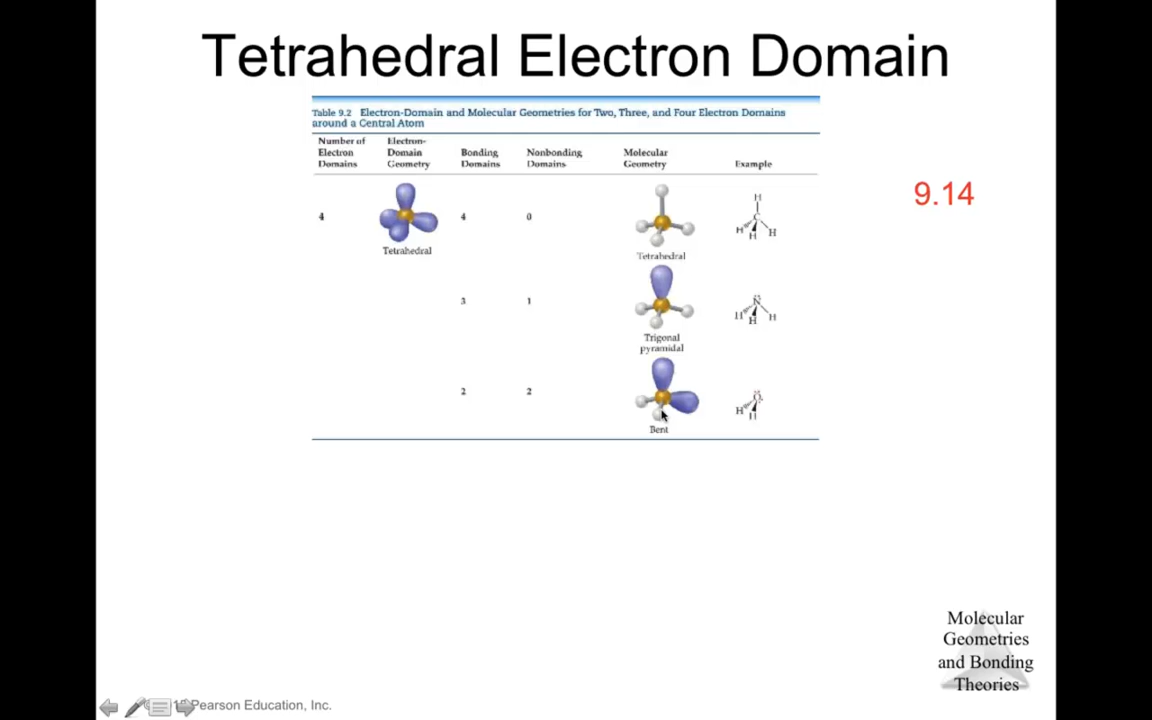 Tetrahedral Electron Domain
Table 9.2 Electron-Domain and Molecular Geometries for Two, Three, and Four Electron Domains
around a Central Atom
Number of Electron Domains
Electron-Domain Geometry
Bonding Domains
Nonbonding Domains
Molecular Geometry
Example
9.14
4
Tetrahedral
4
0
Tetrahedral
H
C
H
H
H
3
1
Trigonal
pyramidal
N
H
H
H
2
2
Bent
O
H
H
Molecular
Geometries
and Bonding
Theories
Pearson Education, Inc.